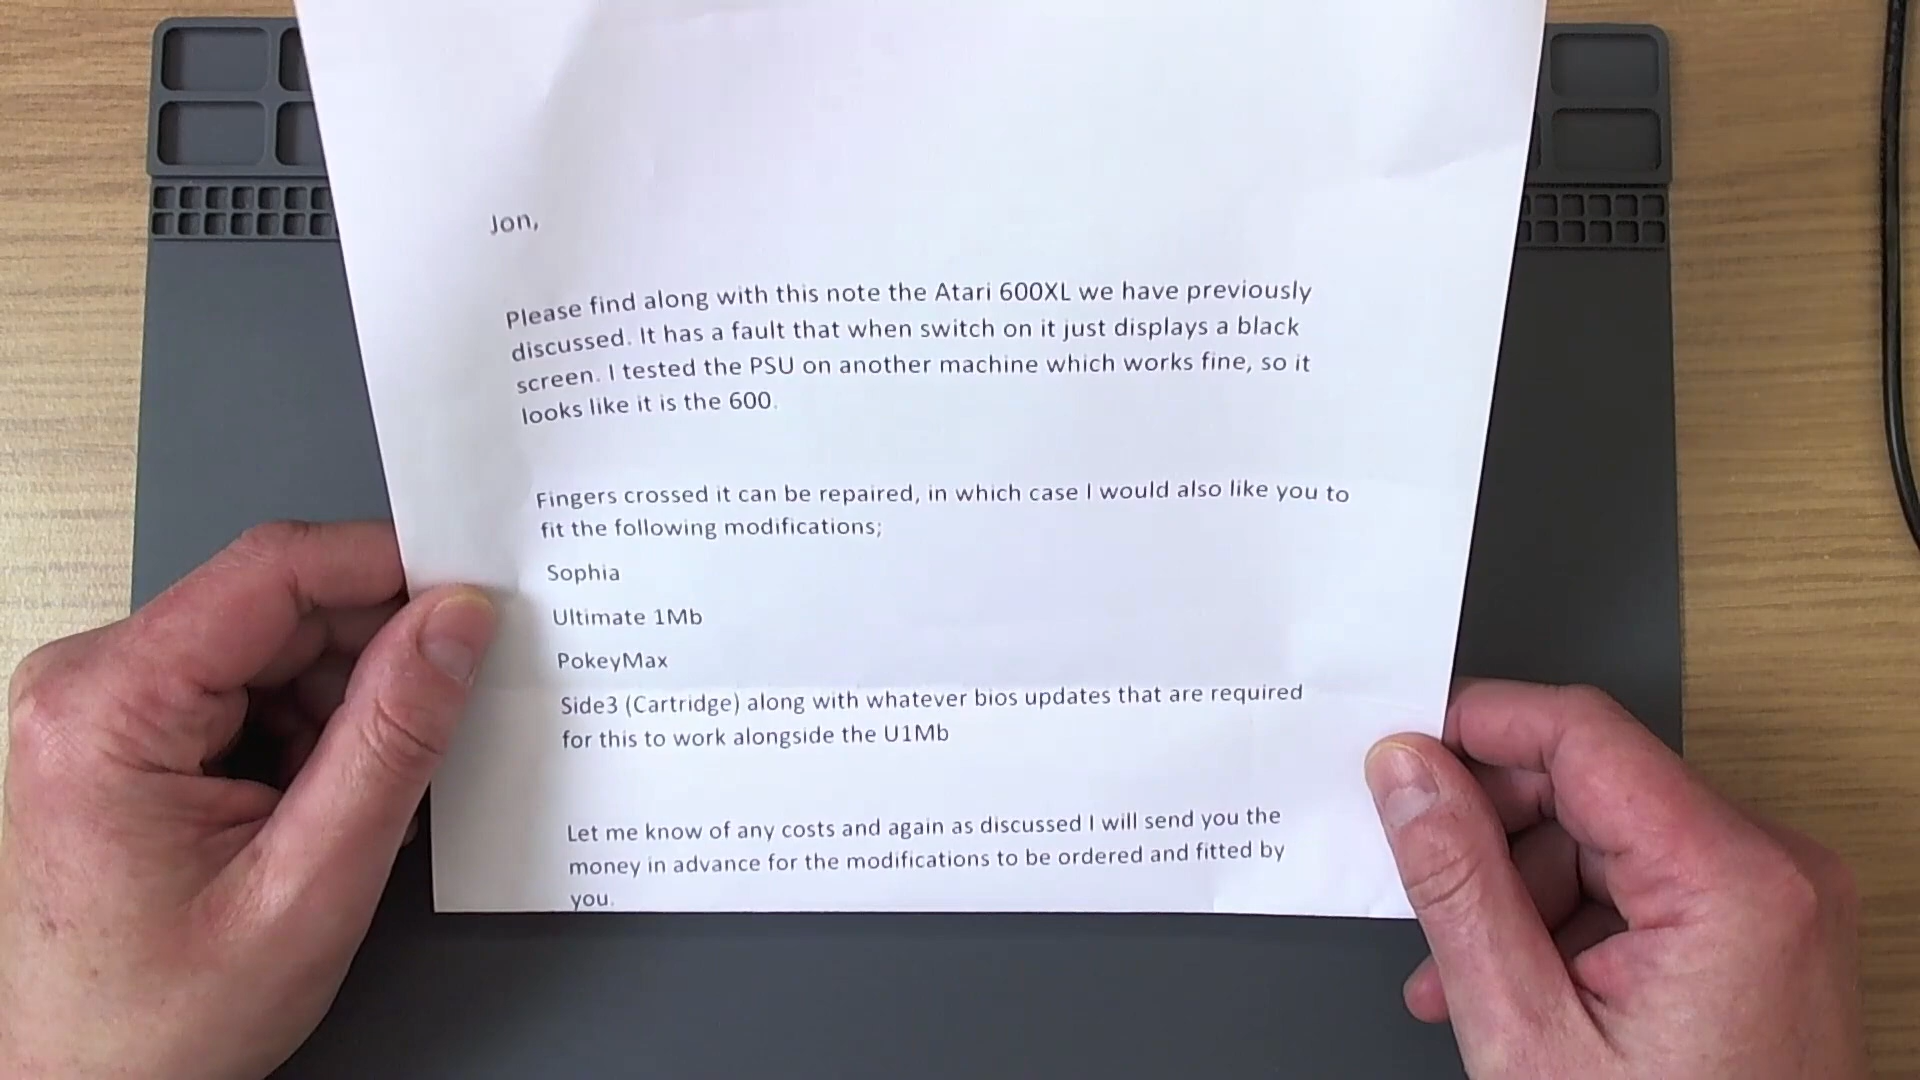 Jon,
Please find along with this note the Atari 600XL we have previously
discussed. It has a fault that when switch on it just displays a black
screen. I tested the PSU on another machine which works fine, so it
looks like it is the 600.
Fingers crossed it can be repaired, in which case I would also like you to
fit the following modifications;
Sophia
Ultimate 1Mb
PokeyMax
Side3 (Cartridge) along with whatever bios updates that are required
for this to work alongside the U1Mb
Let me know of any costs and again as discussed I will send you the
money in advance for the modifications to be ordered and fitted by
you.